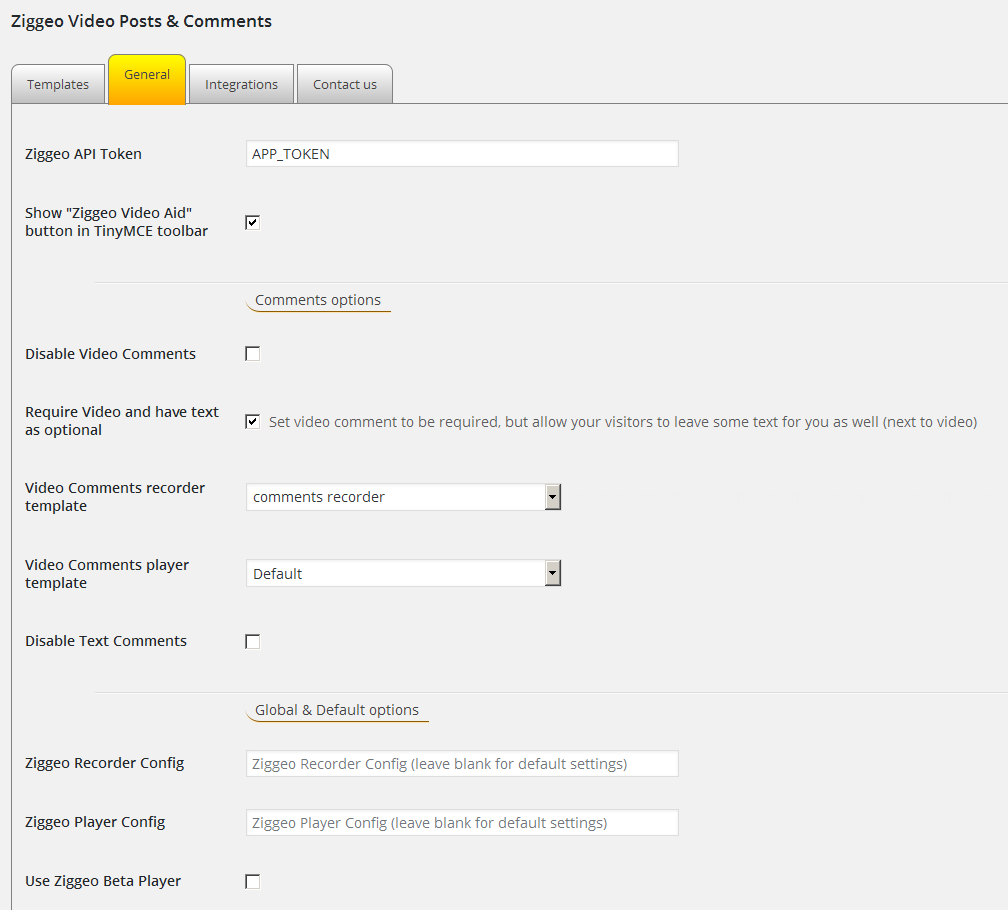 Ziggeo Video Posts & Comments
Templates
General
Integrations
Contact us
Ziggeo API Token
APP_TOKEN
Show "Ziggeo Video Aid"
button in TinyMCE toolbar
Comments options
Disable Video Comments
Require Video and have text
as optional
Set video comment to be required, but allow your visitors to leave some text for you as well (next to video)
Video Comments recorder
template
comments recorder
Video Comments player
template
Default
Disable Text Comments
Global & Default options
Ziggeo Recorder Config
Ziggeo Recorder Config (leave blank for default settings)
Ziggeo Player Config
Ziggeo Player Config (leave blank for default settings)
Use Ziggeo Beta Player